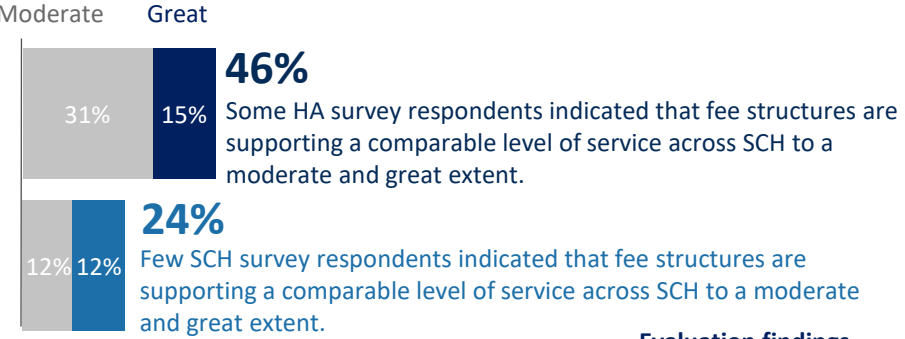 Moderate Great
46%
31% 15% Some HA survey respondents indicated that fee structures are
supporting a comparable level of service across SCH to a
moderate and great extent.
24%
12% 12% Few SCH survey respondents indicated that fee structures are
supporting a comparable level of service across SCH to a moderate
and great extent.
Evaluation findings